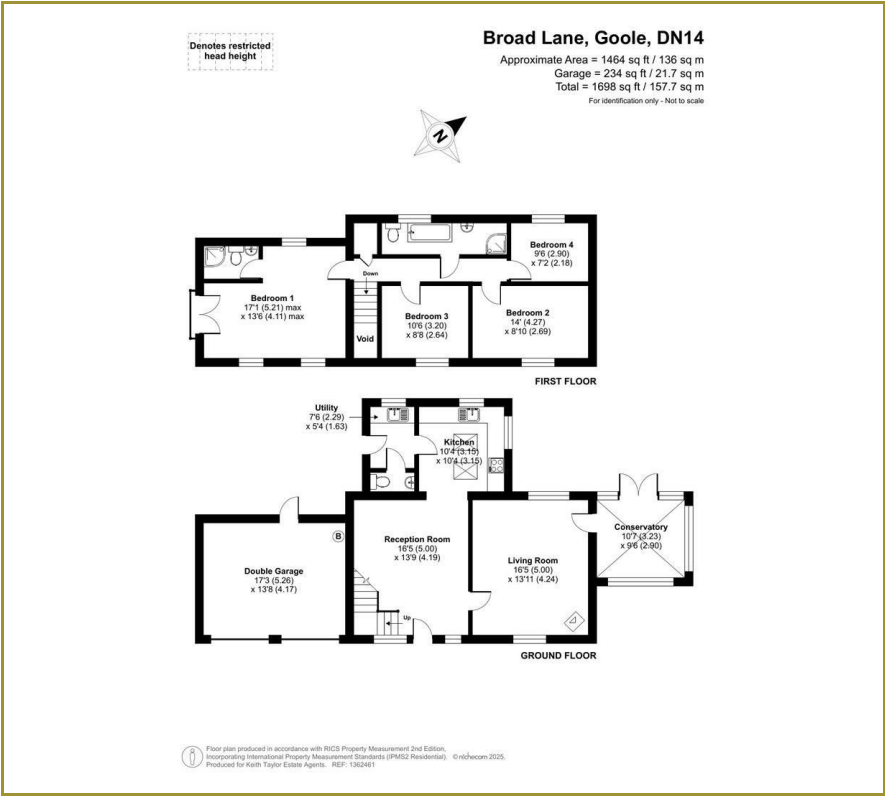 Denotes restricted
head height
Broad Lane, Goole, DN14
Approximate Area = 1464 sq ft / 136 sq m
Garage = 234 sq ft / 21.7 sq m
Total = 1698 sq ft / 157.7 sq m
For identification only - Not to scale
N
Bedroom 1
17'1 (5.21) max
x 13'6 (4.11) max
Down
Void
Bedroom 3
10'6 (3.20)
x 8'8 (2.64)
Bedroom 4
9'6 (2.90)
x 7'2 (2.18)
Bedroom 2
14' (4.27)
x 8'10 (2.69)
FIRST FLOOR
Utility
7'6 (2.29)
x 5'4 (1.63)
Kitchen
10'4 (3.15)
x 10'4 (3.15)
B
Double Garage
17'3 (5.26)
x 13'8 (4.17)
Reception Room
16'5 (5.00)
x 13'9 (4.19)
Up
Living Room
16'5 (5.00)
x 13'11 (4.24)
Conservatory
10'7 (3.23)
x 9'6 (2.90)
GROUND FLOOR
Floor plan produced in accordance with RICS Property Measurement 2nd Edition,
Incorporating International Property Measurement Standards (IPMS2 Residential). © nichecom 2025.
Produced for Keith Taylor Estate Agents. REF: 1362461